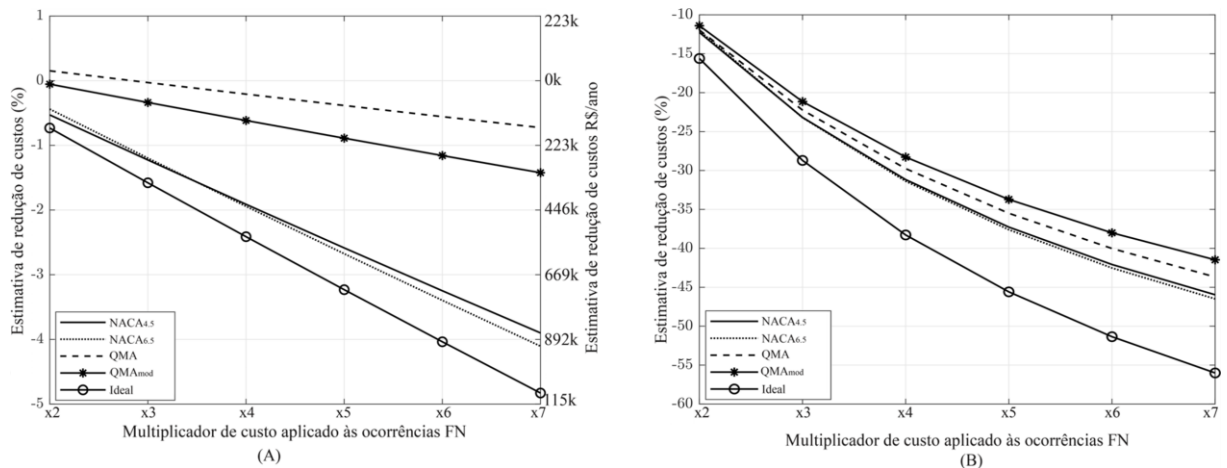 Estimativa de redução de custos (%)
1
0
-1
-2
-3
-4
-5
223k
0k
223k
446k
669k
892k
115k
Estimativa de redução de custos R$/ano
NACA4.5
NACA6.5
QMA
QMAmod
Ideal
x2 x3 x4 x5 x6 x7
Multiplicador de custo aplicado às ocorrências FN
(A)
Estimativa de redução de custos (%)
-10
-15
-20
-25
-30
-35
-40
-45
-50
-55
-60
NACA4.5
NACA6.5
QMA
QMAmod
Ideal
x2 x3 x4 x5 x6 x7
Multiplicador de custo aplicado às ocorrências FN
(B)